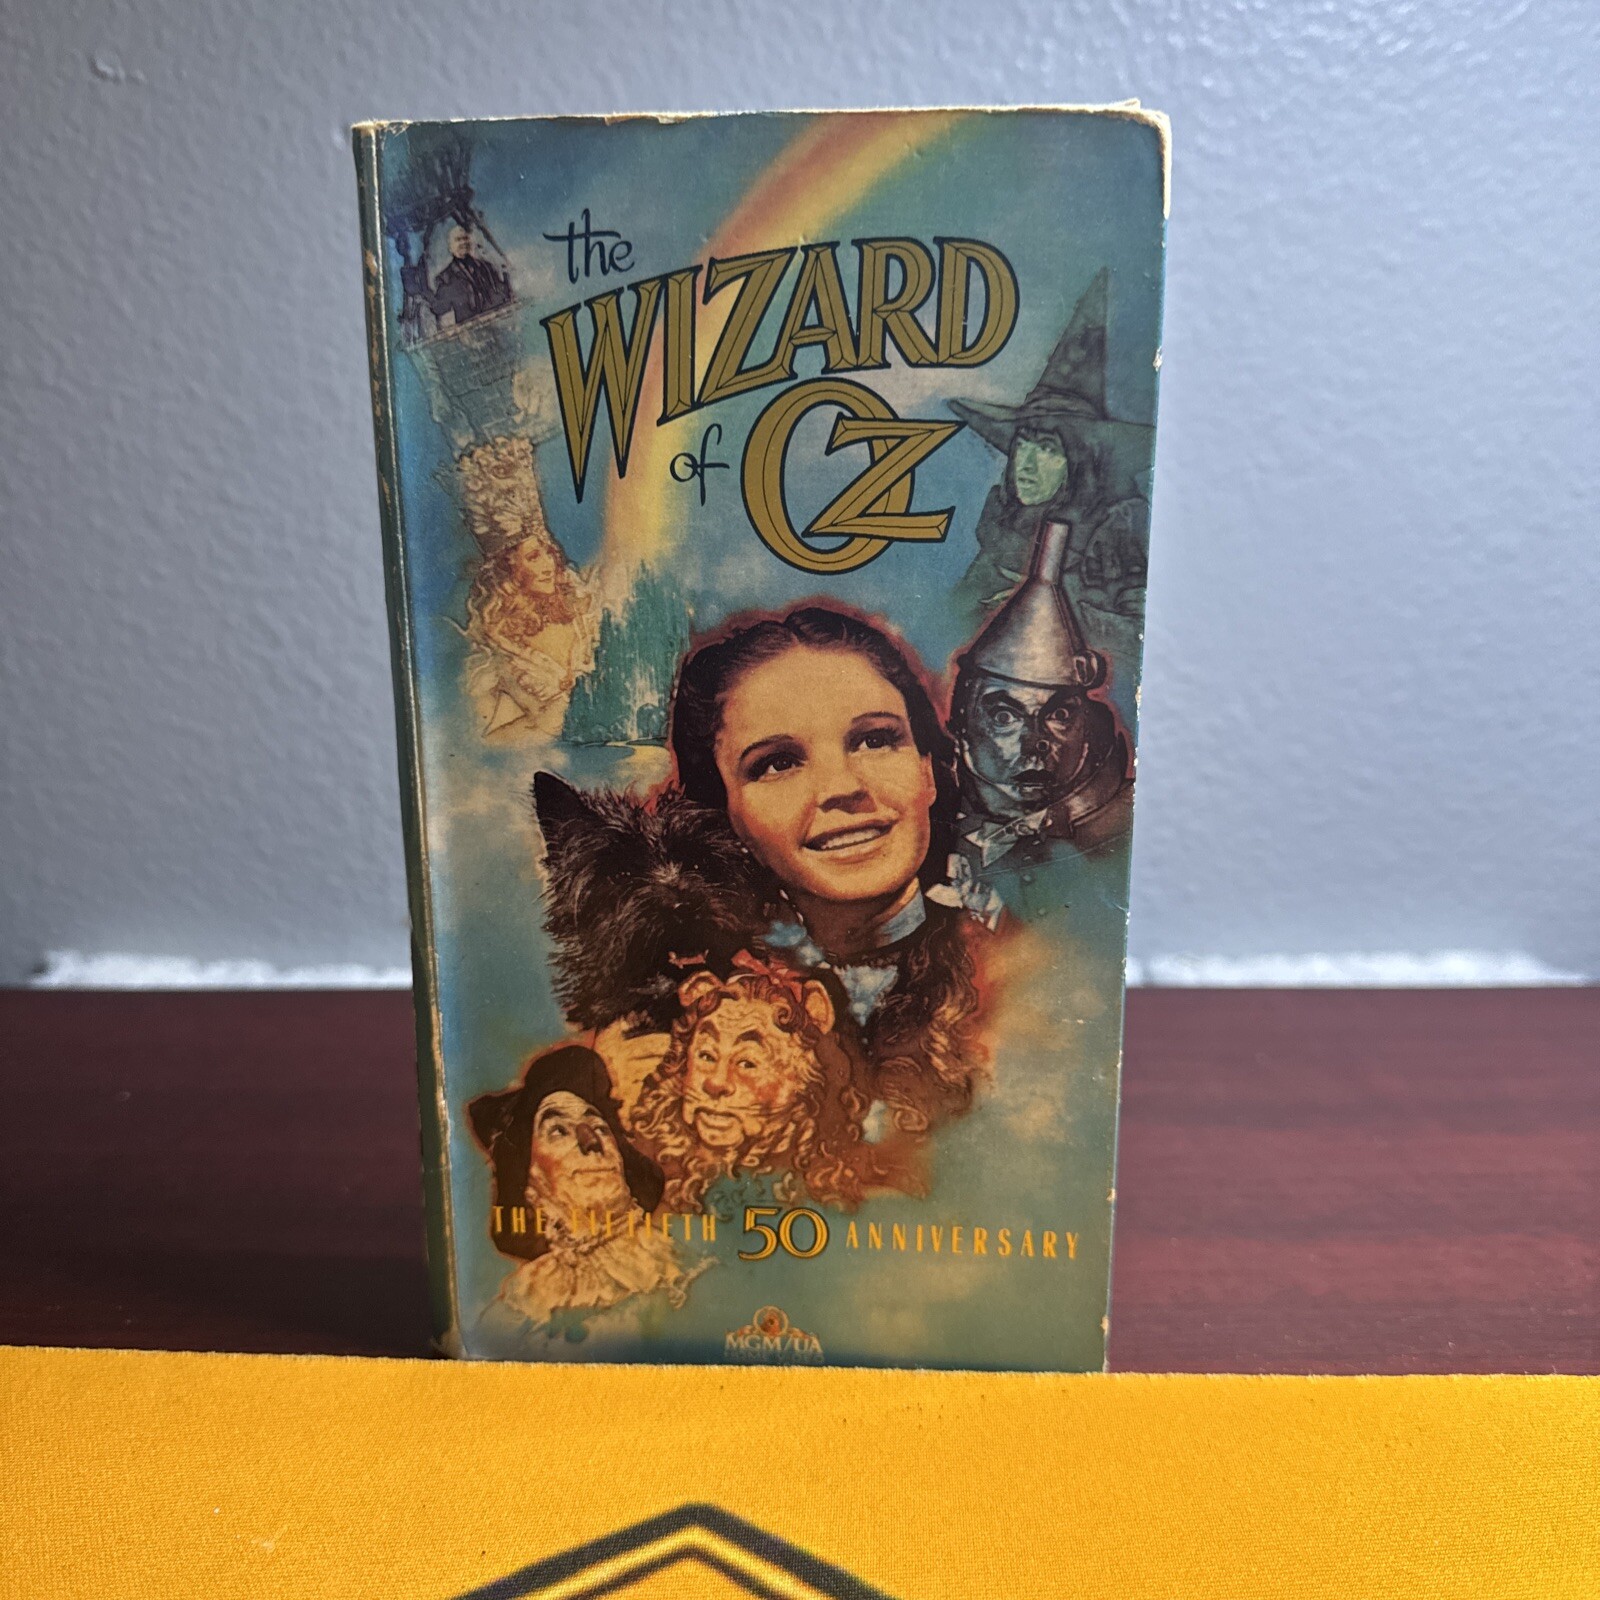 the
WIZARD
of OZ
THE FIFTIETH 50 ANNIVERSARY
MGM/UA